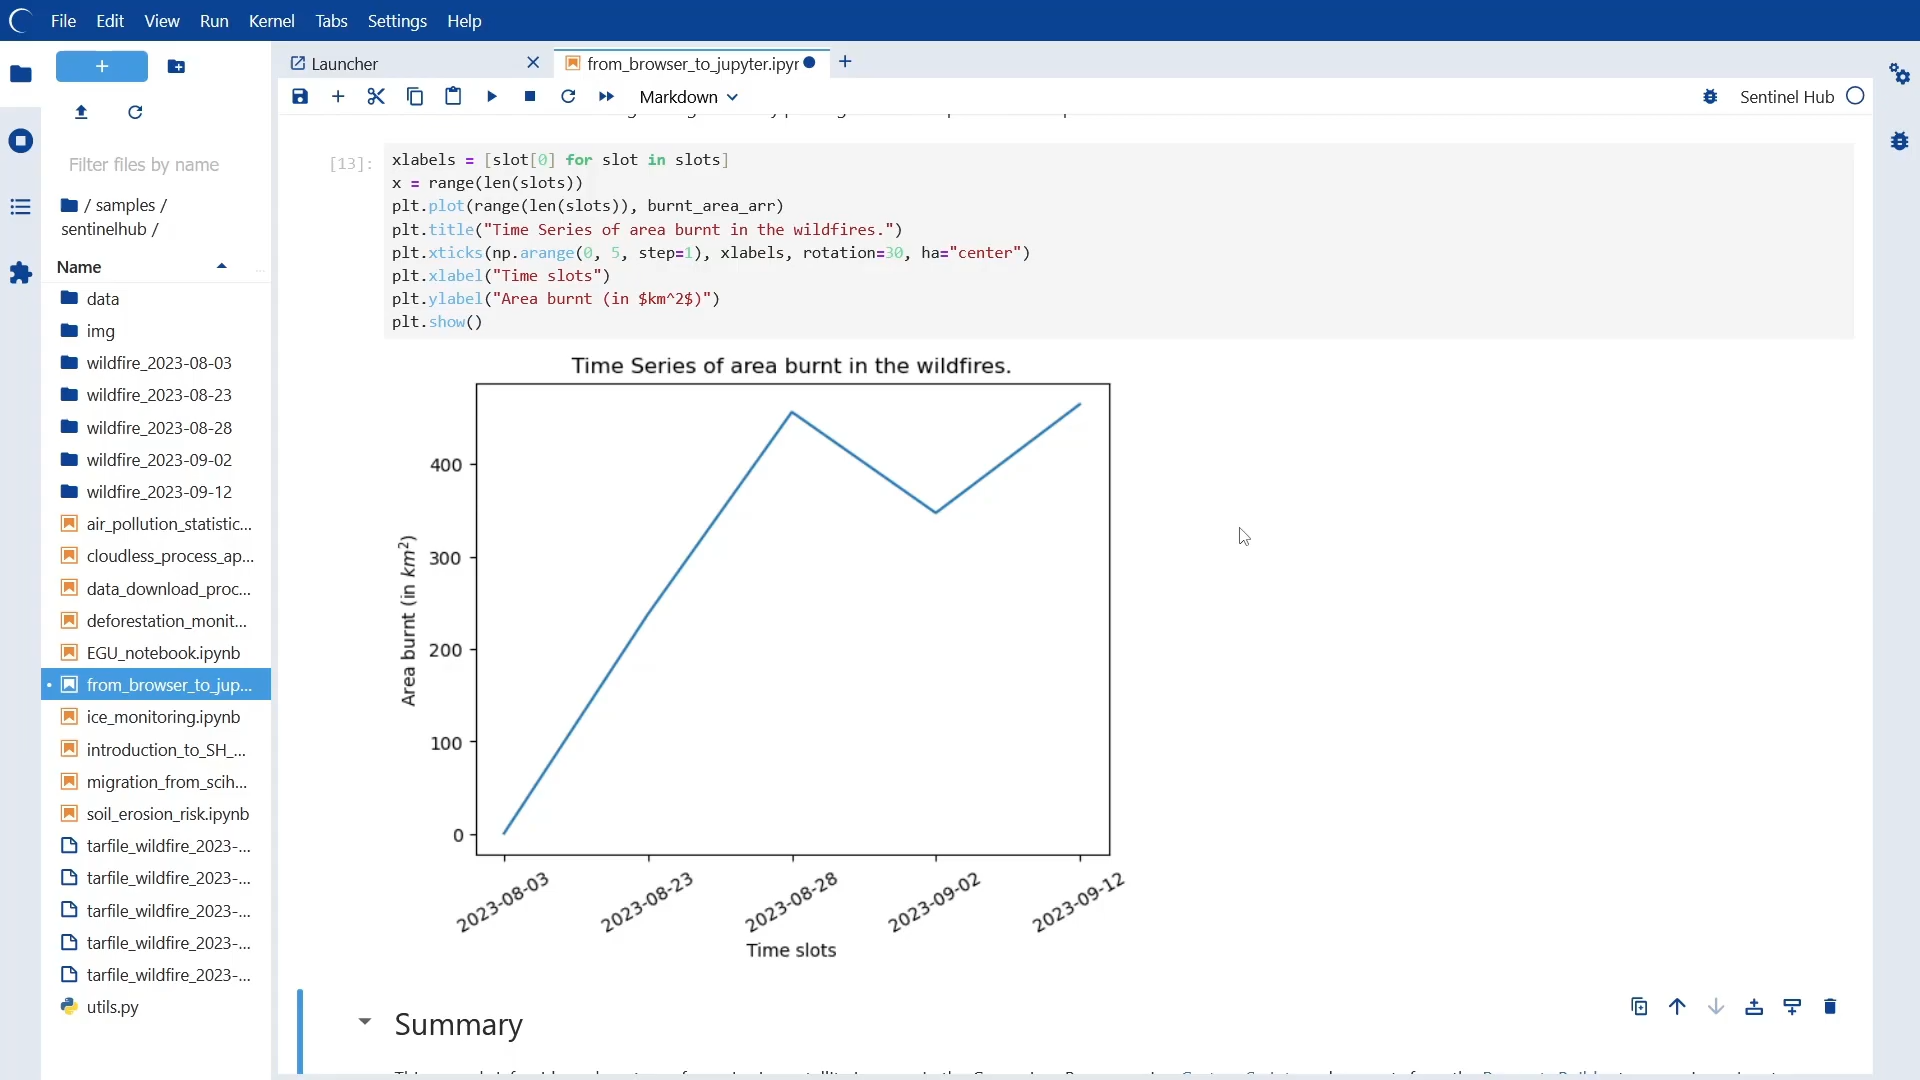 File Edit View Run Kernel Tabs Settings Help
Launcher
from_browser_to_jupyter.ipyr
Markdown
Sentinel Hub
Filter files by name
/ samples /
sentinelhub /
Name
data
img
wildfire_2023-08-03
wildfire_2023-08-23
wildfire_2023-08-28
wildfire_2023-09-02
wildfire_2023-09-12
air_pollution_statistic...
cloudless_process_ap...
data_download_proc...
deforestation_monit...
EGU_notebook.ipynb
from_browser_to_jup...
ice_monitoring.ipynb
introduction_to_SH_...
migration_from_scih...
soil_erosion_risk.ipynb
tarfile_wildfire_2023-...
tarfile_wildfire_2023-...
tarfile_wildfire_2023-...
tarfile_wildfire_2023-...
tarfile_wildfire_2023-...
utils.py
[13]:
xlabels = [slot[0] for slot in slots]
x = range(len(slots))
plt.plot(range(len(slots)), burnt_area_arr)
plt.title("Time Series of area burnt in the wildfires.")
plt.xticks(np.arange(0, 5, step=1), xlabels, rotation=30, ha="center")
plt.xlabel("Time slots")
plt.ylabel("Area burnt (in $km^2$)")
plt.show()
Time Series of area burnt in the wildfires.
Area burnt (in km²)
400
300
200
100
0
2023-08-03 2023-08-23 2023-08-28 2023-09-02 2023-09-12
Time slots
Summary